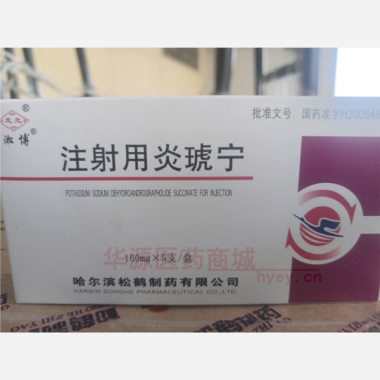 批准文号：国药准字H200548
淞博®
注射用炎琥宁
POTASSIUM SODIUM DEHYDROANDROGRAPHOLIDE SUCCINATE FOR INJECTION
160mg×5支/盒
华源医药商城
hyey.cn
哈尔滨松鹤制药有限公司
HARBIN SONGHE PHARMACEUTICAL CO.,LTD.